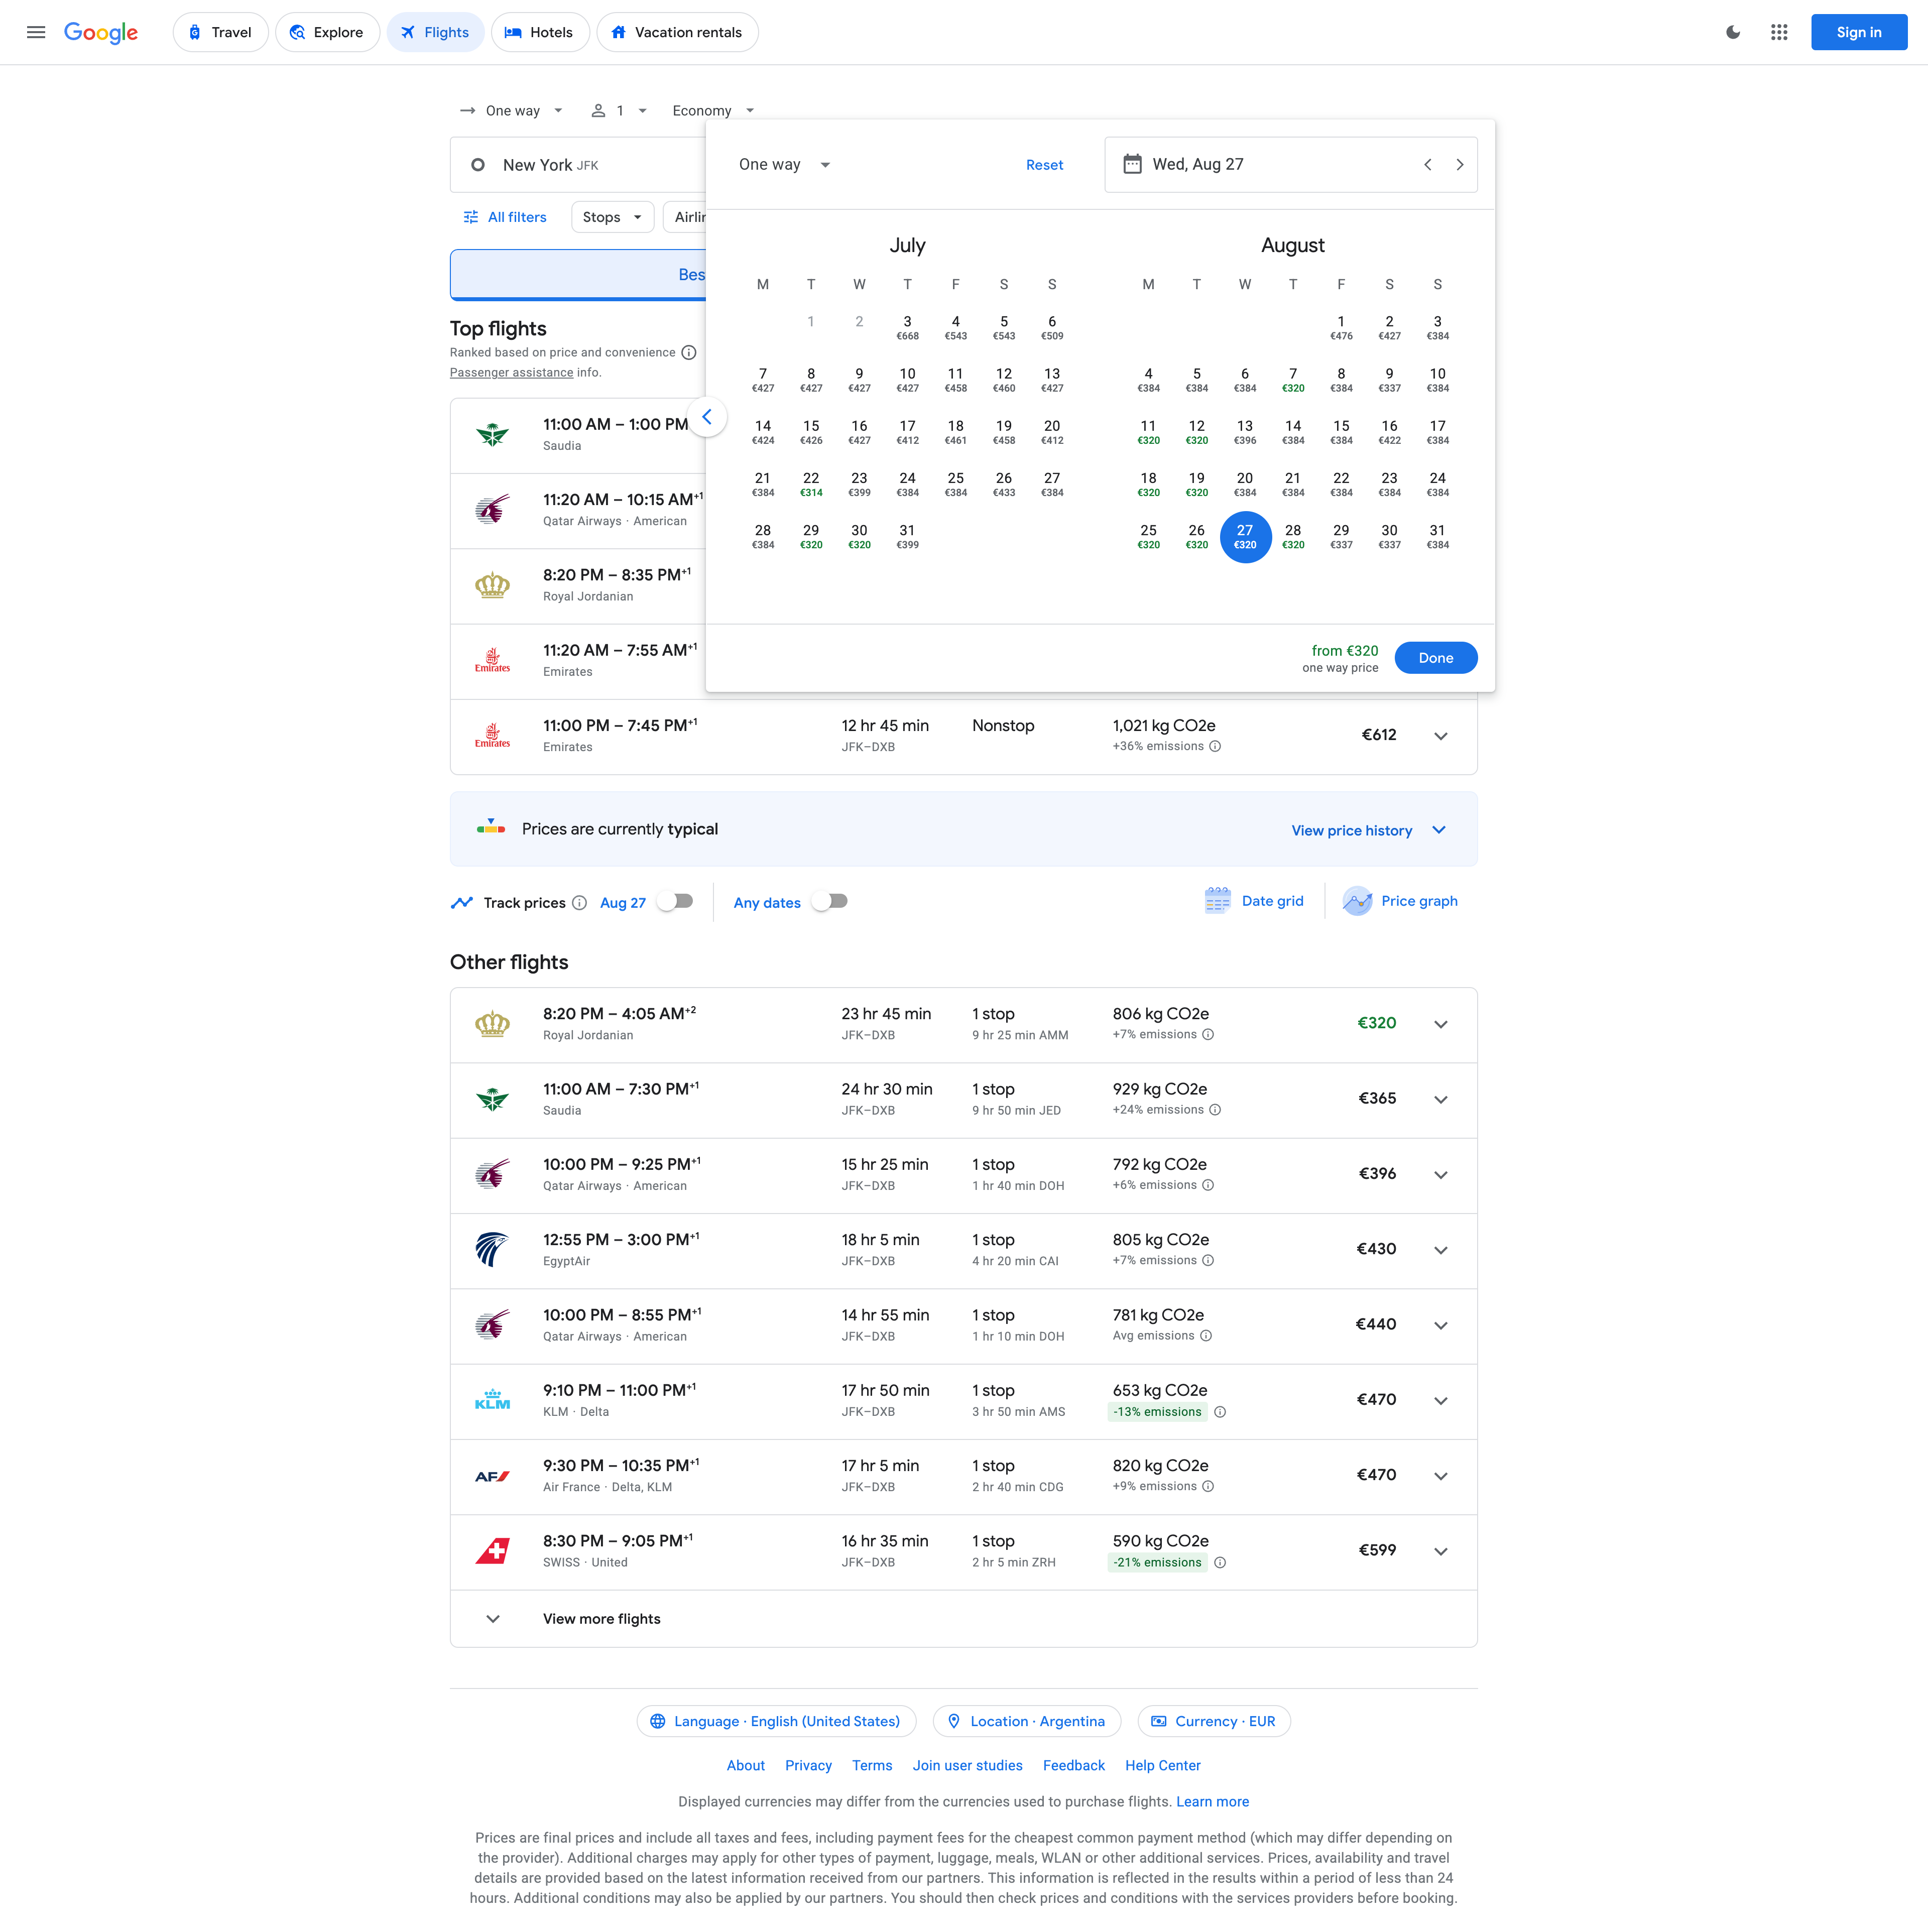 Google
Travel
Explore
Flights
Hotels
Vacation rentals
Sign in
One way
1
Economy
New York JFK
One way
Reset
Wed, Aug 27
All filters
Stops
July
August
M T W T F S S
M T W T F S S
1 2 3 4 5 6
€668 €543 €543 €509
1 2 3
€476 €427 €384
7 8 9 10 11 12 13
€427 €427 €427 €427 €458 €460 €427
4 5 6 7 8 9 10
€384 €384 €384 €320 €384 €337 €384
14 15 16 17 18 19 20
€424 €426 €427 €412 €461 €458 €412
11 12 13 14 15 16 17
€320 €320 €396 €384 €384 €422 €384
21 22 23 24 25 26 27
€384 €314 €399 €384 €384 €433 €384
18 19 20 21 22 23 24
€320 €320 €384 €384 €384 €384 €384
28 29 30 31
€384 €320 €320 €399
25 26 27 28 29 30 31
€320 €320 €320 €320 €337 €337 €384
from €320
one way price
Done
Top flights
Ranked based on price and convenience
Passenger assistance info.
11:00 AM – 1:00 PM
Saudia
11:20 AM – 10:15 AM+1
Qatar Airways · American
8:20 PM – 8:35 PM+1
Royal Jordanian
Emirates
11:20 AM – 7:55 AM+1
Emirates
Emirates
11:00 PM – 7:45 PM+1 12 hr 45 min Nonstop 1,021 kg CO2e €612
Emirates JFK–DXB +36% emissions
Prices are currently typical
View price history
Track prices
Aug 27
Any dates
Date grid
Price graph
Other flights
8:20 PM – 4:05 AM+2 23 hr 45 min 1 stop 806 kg CO2e €320
Royal Jordanian JFK–DXB 9 hr 25 min AMM +7% emissions
11:00 AM – 7:30 PM+1 24 hr 30 min 1 stop 929 kg CO2e €365
Saudia JFK–DXB 9 hr 50 min JED +24% emissions
10:00 PM – 9:25 PM+1 15 hr 25 min 1 stop 792 kg CO2e €396
Qatar Airways · American JFK–DXB 1 hr 40 min DOH +6% emissions
12:55 PM – 3:00 PM+1 18 hr 5 min 1 stop 805 kg CO2e €430
EgyptAir JFK–DXB 4 hr 20 min CAI +7% emissions
10:00 PM – 8:55 PM+1 14 hr 55 min 1 stop 781 kg CO2e €440
Qatar Airways · American JFK–DXB 1 hr 10 min DOH Avg emissions
KLM
9:10 PM – 11:00 PM+1 17 hr 50 min 1 stop 653 kg CO2e €470
KLM · Delta JFK–DXB 3 hr 50 min AMS -13% emissions
AF
9:30 PM – 10:35 PM+1 17 hr 5 min 1 stop 820 kg CO2e €470
Air France · Delta, KLM JFK–DXB 2 hr 40 min CDG +9% emissions
8:30 PM – 9:05 PM+1 16 hr 35 min 1 stop 590 kg CO2e €599
SWISS · United JFK–DXB 2 hr 5 min ZRH -21% emissions
View more flights
Language · English (United States)
Location · Argentina
Currency · EUR
About Privacy Terms Join user studies Feedback Help Center
Displayed currencies may differ from the currencies used to purchase flights. Learn more
Prices are final prices and include all taxes and fees, including payment fees for the cheapest common payment method (which may differ depending on
the provider). Additional charges may apply for other types of payment, luggage, meals, WLAN or other additional services. Prices, availability and travel
details are provided based on the latest information received from our partners. This information is reflected in the results within a period of less than 24
hours. Additional conditions may also be applied by our partners. You should then check prices and conditions with the services providers before booking.